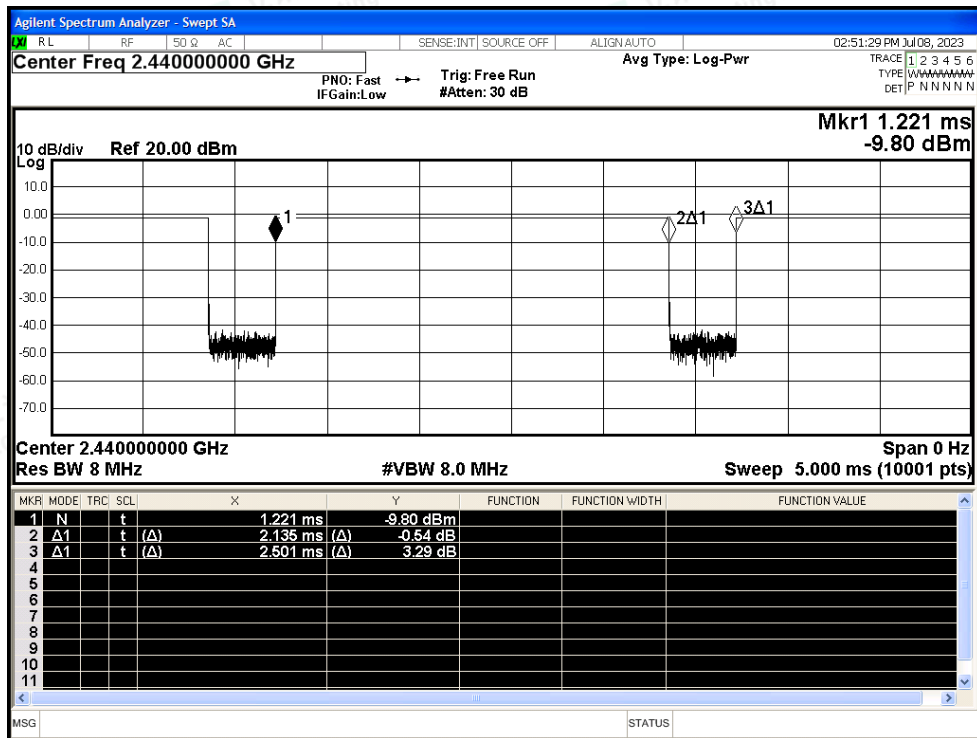 Agilent Spectrum Analyzer - Swept SA
LXI RL RF 50 Ω AC SENSE:INT SOURCE OFF ALIGN AUTO 02:51:29 PM Jul 08, 2023
Center Freq 2.440000000 GHz
PNO: Fast Trig: Free Run Avg Type: Log-Pwr TRACE 1 2 3 4 5 6
IFGain:Low #Atten: 30 dB TYPE WWWWWW
DET P N N N N N
Mkr1 1.221 ms
-9.80 dBm
10 dB/div Ref 20.00 dBm
Log
10.0
0.00
-10.0
-20.0
-30.0
-40.0
-50.0
-60.0
-70.0
1 2Δ1 3Δ1
Center 2.440000000 GHz Span 0 Hz
Res BW 8 MHz #VBW 8.0 MHz Sweep 5.000 ms (10001 pts)
MKR MODE TRC SCL X Y FUNCTION FUNCTION WIDTH FUNCTION VALUE
1 N t 1.221 ms -9.80 dBm
2 Δ1 t (Δ) 2.135 ms (Δ) -0.54 dB
3 Δ1 t (Δ) 2.501 ms (Δ) 3.29 dB
4
5
6
7
8
9
10
11
MSG STATUS